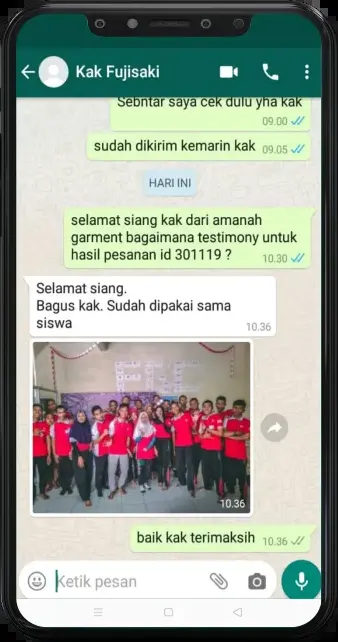 Kak Fujisaki
Sebntar saya cek dulu yha kak
09.00
sudah dikirim kemarin kak 09.05
HARI INI
selamat siang kak dari amanah
garment bagaimana testimony untuk
hasil pesanan id 301119 ? 10.30
Selamat siang.
Bagus kak. Sudah dipakai sama
siswa 10.36
10.36
baik kak terimaksih 10.36
Ketik pesan